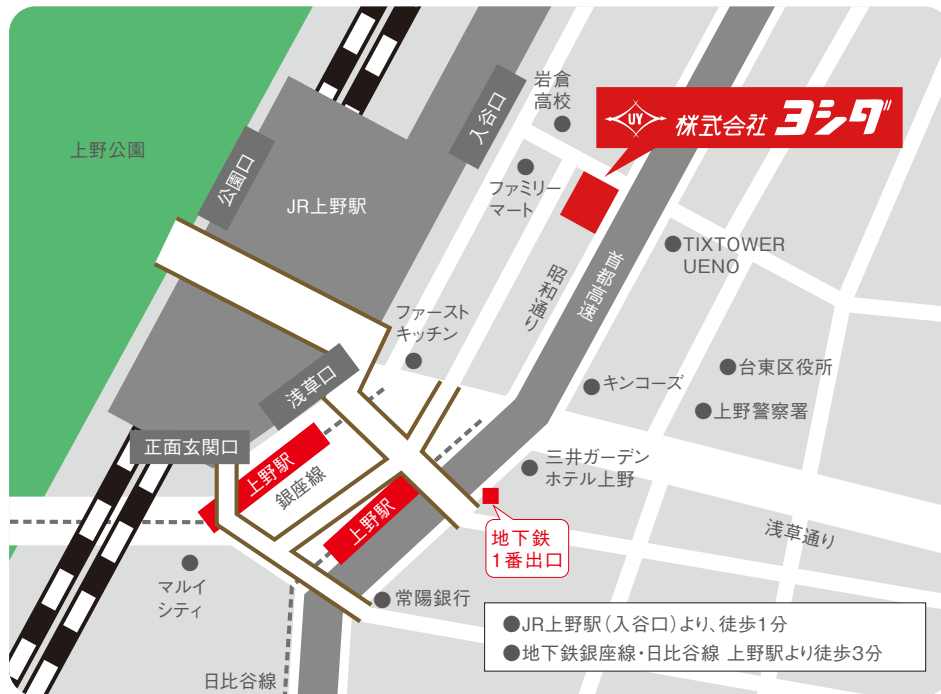 上野公園
公園口
JR上野駅
入谷口
岩倉
高校
UY
株式会社 ヨシダ
ファミリー
マート
TIXTOWER
UENO
昭和通り
首都高速
ファースト
キッチン
キンコーズ
台東区役所
上野警察署
浅草口
正面玄関口
上野駅
銀座線
上野駅
三井ガーデン
ホテル上野
地下鉄
1番出口
浅草通り
マルイ
シティ
常陽銀行
日比谷線
●JR上野駅(入谷口)より、徒歩1分
●地下鉄銀座線・日比谷線 上野駅より徒歩3分